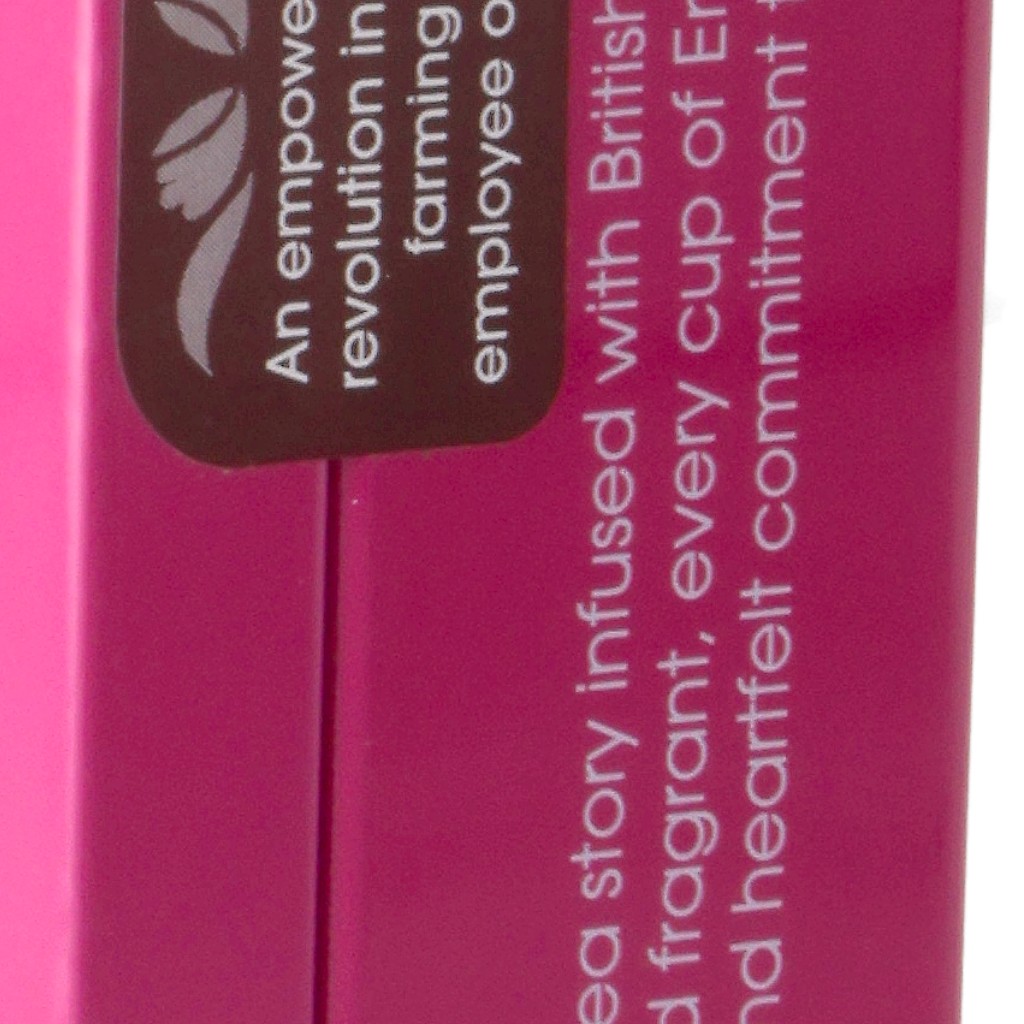 An empowe
revolution in
farming
employee o
ea story infused with British
d fragrant, every cup of En
nd heartfelt commitment t